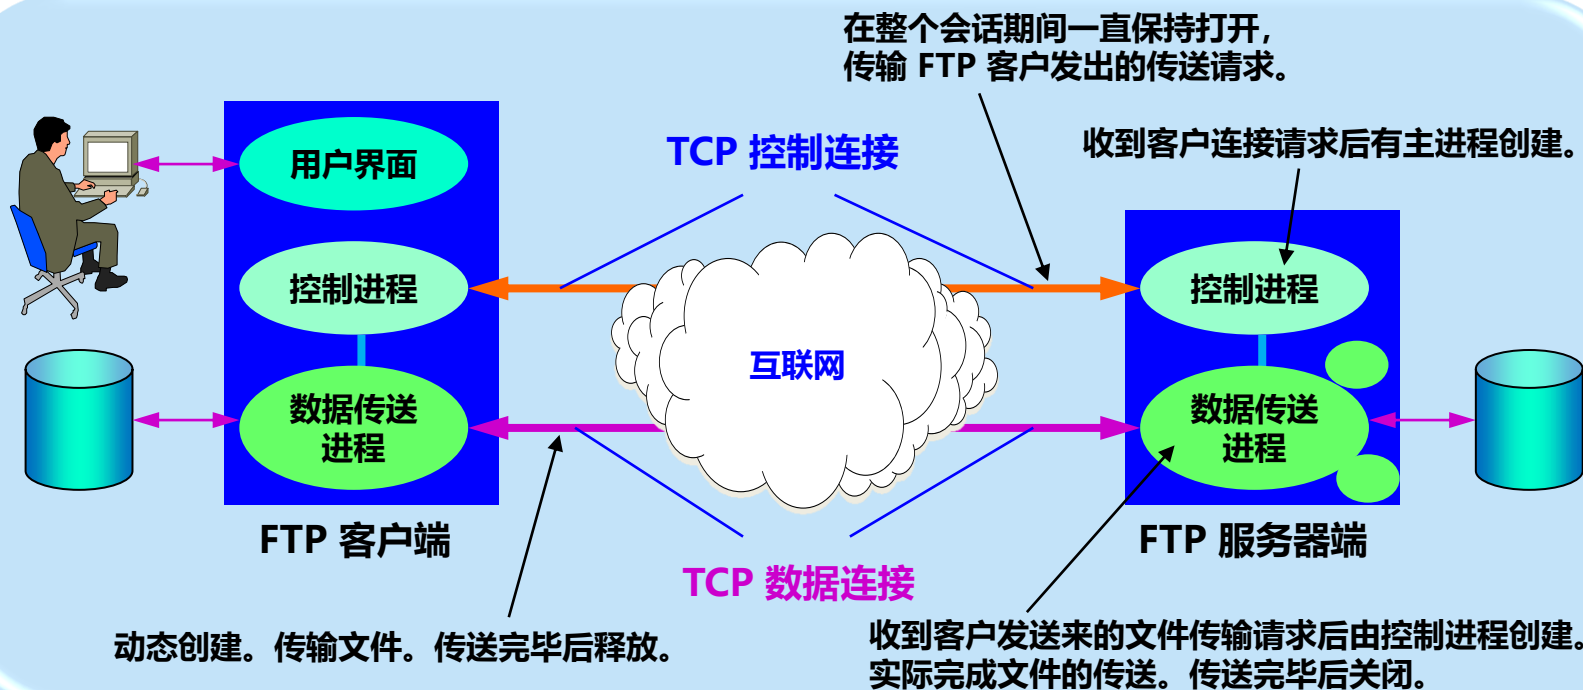 在整个会话期间一直保持打开，
传输 FTP 客户发出的传送请求。
TCP 控制连接
收到客户连接请求后有主进程创建。
用户界面
控制进程
控制进程
互联网
数据传送
进程
数据传送
进程
FTP 客户端
FTP 服务器端
TCP 数据连接
动态创建。传输文件。传送完毕后释放。
收到客户发送来的文件传输请求后由控制进程创建。
实际完成文件的传送。传送完毕后关闭。